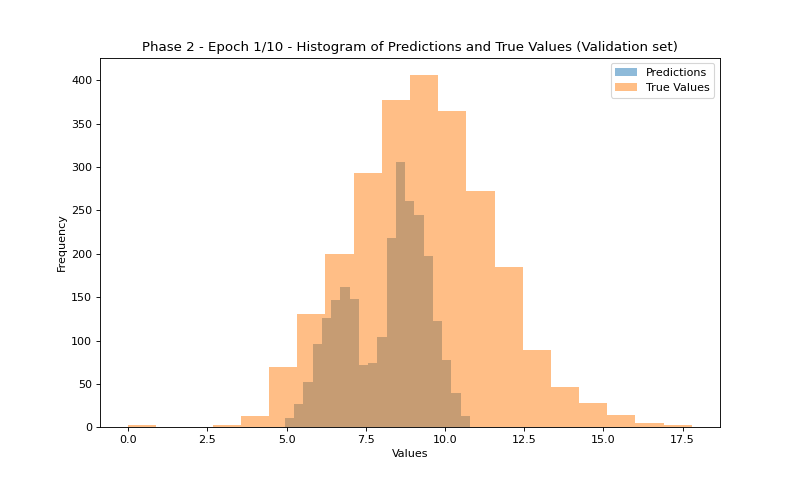 Phase 2 - Epoch 1/10 - Histogram of Predictions and True Values (Validation set)
Predictions
True Values
Frequency
400
350
300
250
200
150
100
50
0
0.0 2.5 5.0 7.5 10.0 12.5 15.0 17.5
Values